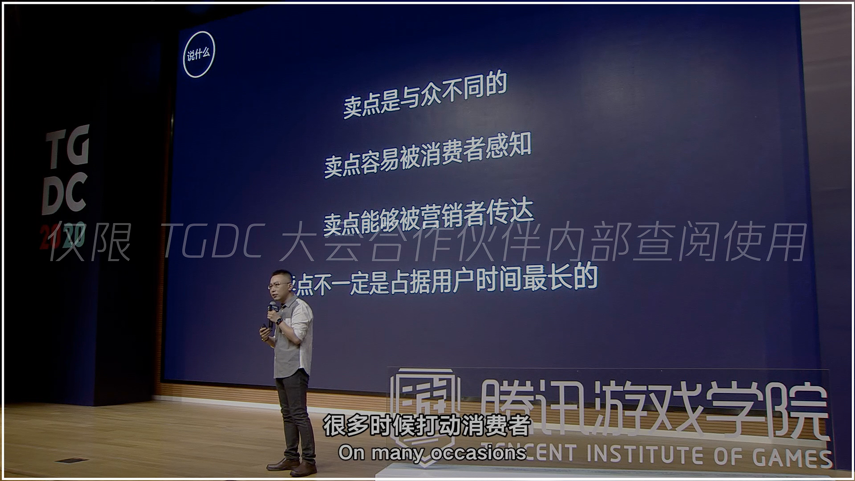 说什么
卖点是与众不同的
卖点容易被消费者感知
卖点能够被营销者传达
卖点不一定是占据用户时间最长的
TG
DC
2020
仅限 TGDC 大会合作伙伴内部查阅使用
腾讯游戏学院
TENCENT INSTITUTE OF GAMES
很多时候打动消费者
On many occasions